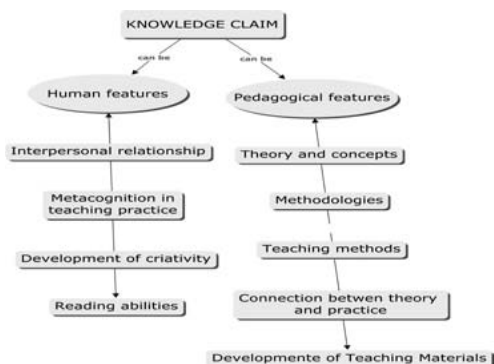 KNOWLEDGE CLAIM
can be
can be
Human features
Pedagogical features
Interpersonal relationship
Theory and concepts
Metacognition in
teaching practice
Methodologies
Teaching methods
Development of criativity
Reading abilities
Connection betwen theory
and practice
Developmente of Teaching Materials